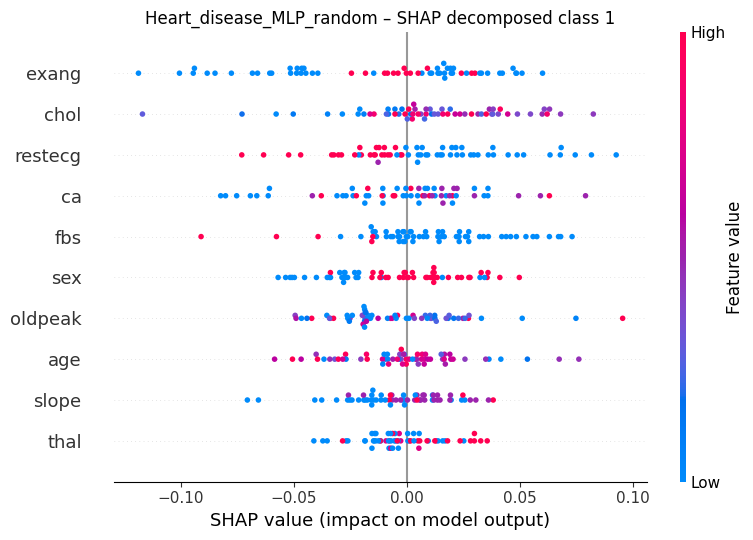 Heart_disease_MLP_random – SHAP decomposed class 1
High
exang
chol
restecg
ca
fbs
sex
oldpeak
age
slope
thal
Feature value
Low
−0.10
−0.05
0.00
0.05
0.10
SHAP value (impact on model output)